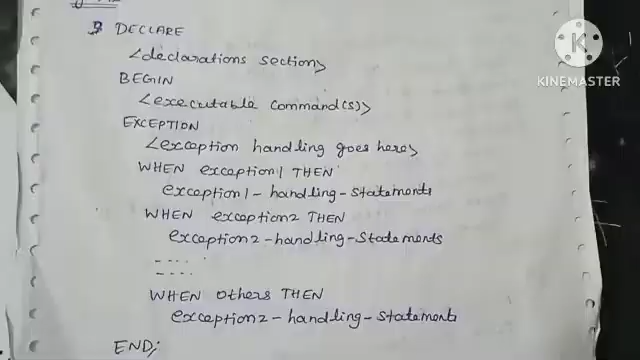 DECLARE
<declarations section>
BEGIN
<executable command(s)>
EXCEPTION
<exception handling goes here>
WHEN exception1 THEN
exception1-handling-statements
WHEN exception2 THEN
exception2-handling-statements
.....
.....
WHEN others THEN
exception2-handling-statements
END;
KINEMASTER